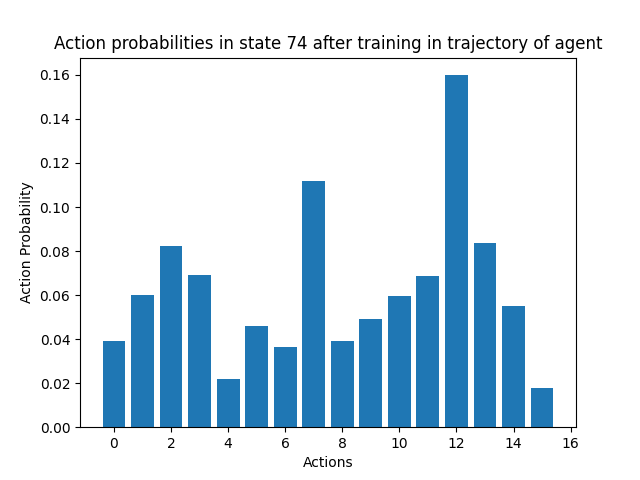 Action probabilities in state 74 after training in trajectory of agent
0.16
0.14
0.12
0.10
0.08
0.06
0.04
0.02
0.00
Action Probability
0 2 4 6 8 10 12 14 16
Actions